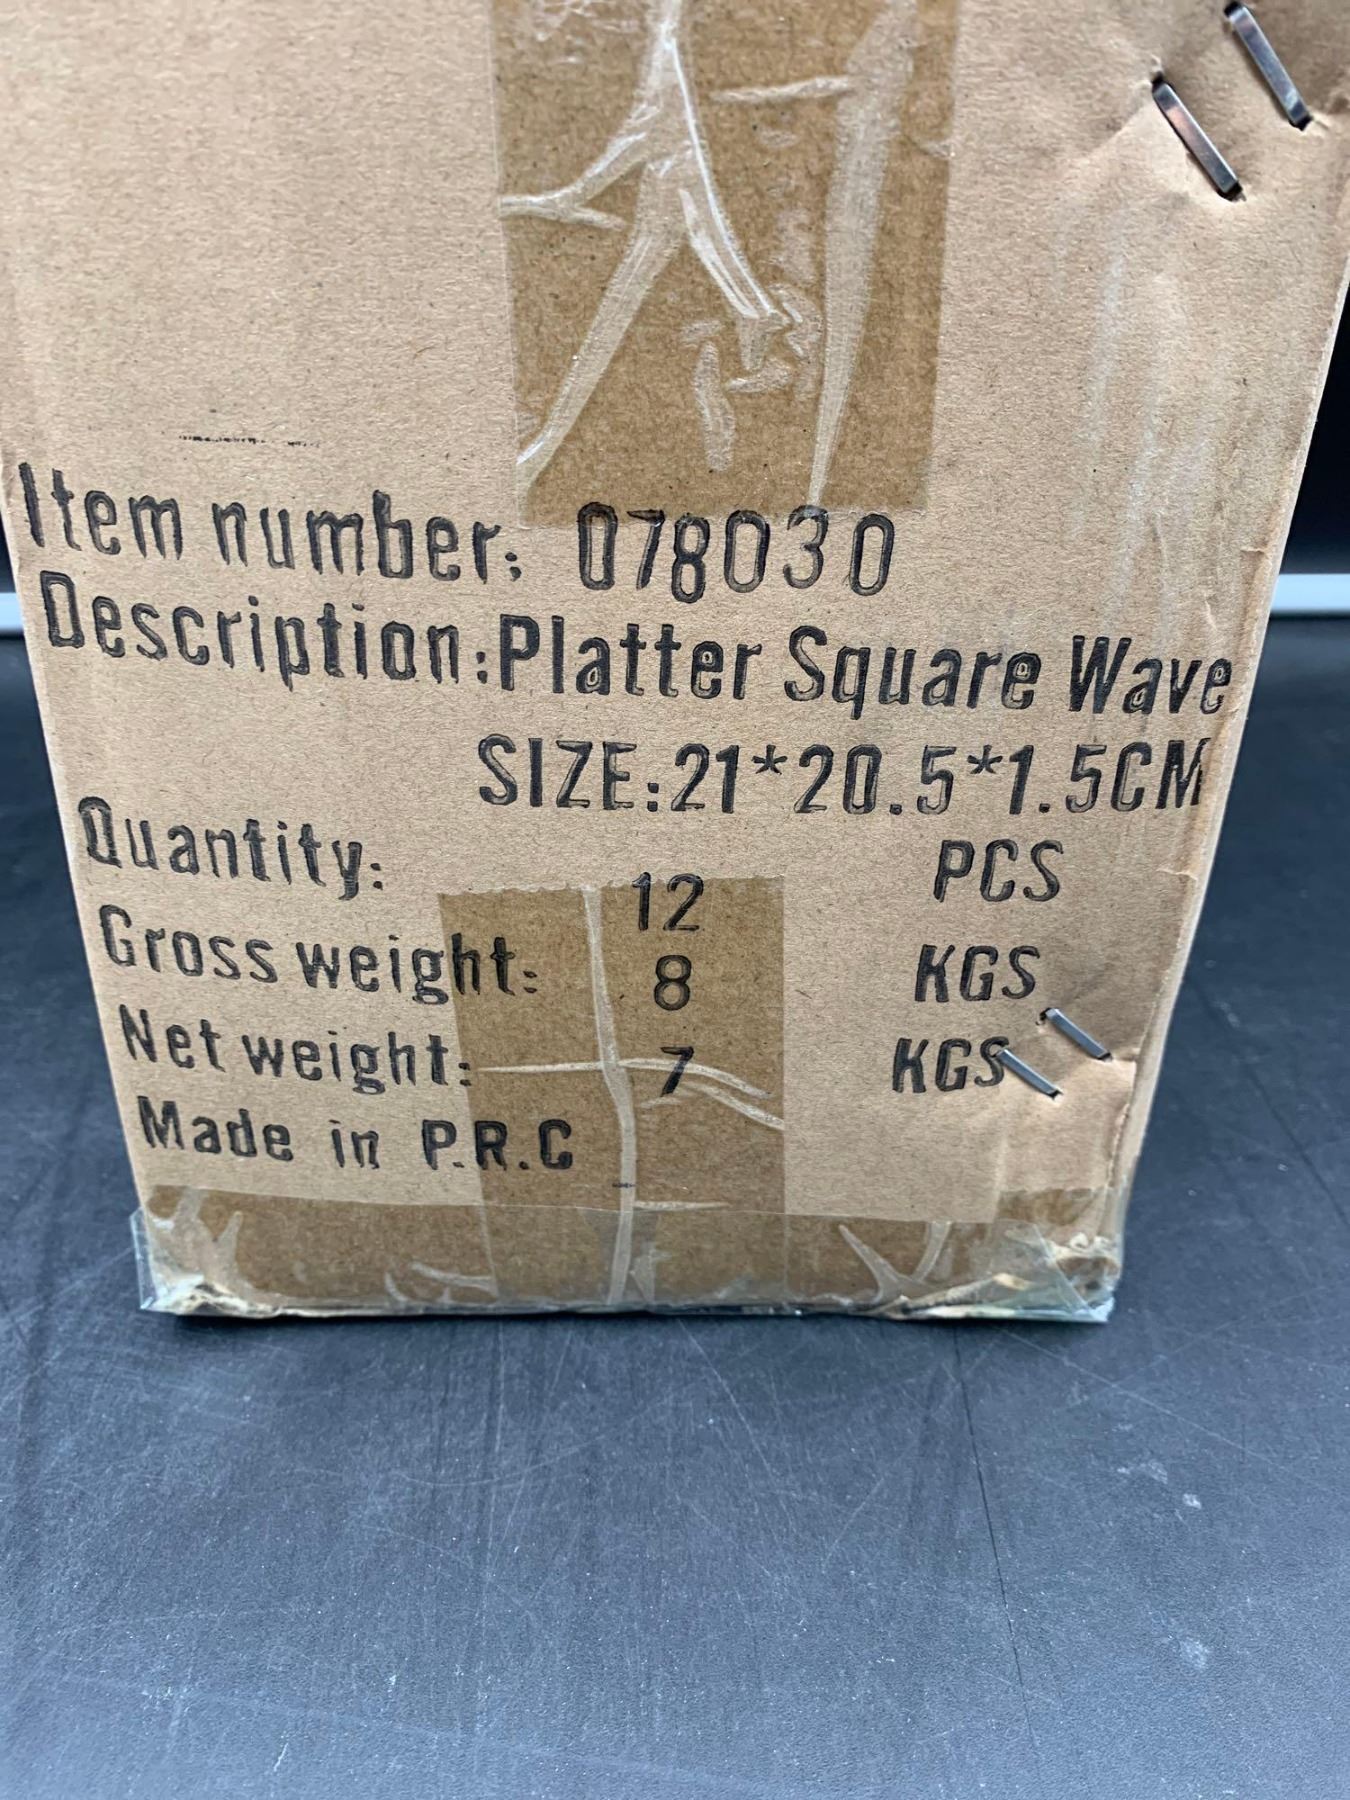 Item number: 078030
Description:Platter Square Wave
SIZE:21*20.5*1.5CM
Quantity: 12 PCS
Gross weight: 8 KGS
Net weight: 7 KGS
Made in P.R.C